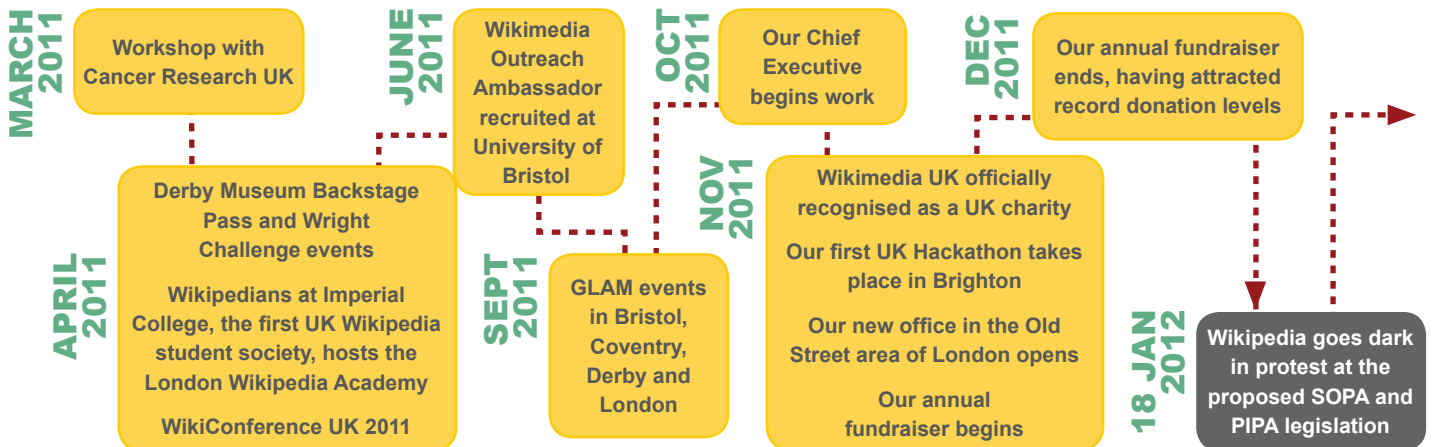 MARCH
2011
Workshop with
Cancer Research UK
APRIL
2011
Derby Museum Backstage
Pass and Wright
Challenge events
Wikipedians at Imperial
College, the first UK Wikipedia
student society, hosts the
London Wikipedia Academy
WikiConference UK 2011
JUNE
2011
Wikimedia
Outreach
Ambassador
recruited at
University of
Bristol
SEPT
2011
GLAM events
in Bristol,
Coventry,
Derby and
London
OCT
2011
Our Chief
Executive
begins work
NOV
2011
Wikimedia UK officially
recognised as a UK charity
Our first UK Hackathon takes
place in Brighton
Our new office in the Old
Street area of London opens
Our annual
fundraiser begins
DEC
2011
Our annual fundraiser
ends, having attracted
record donation levels
18 JAN
2012
Wikipedia goes dark
in protest at the
proposed SOPA and
PIPA legislation